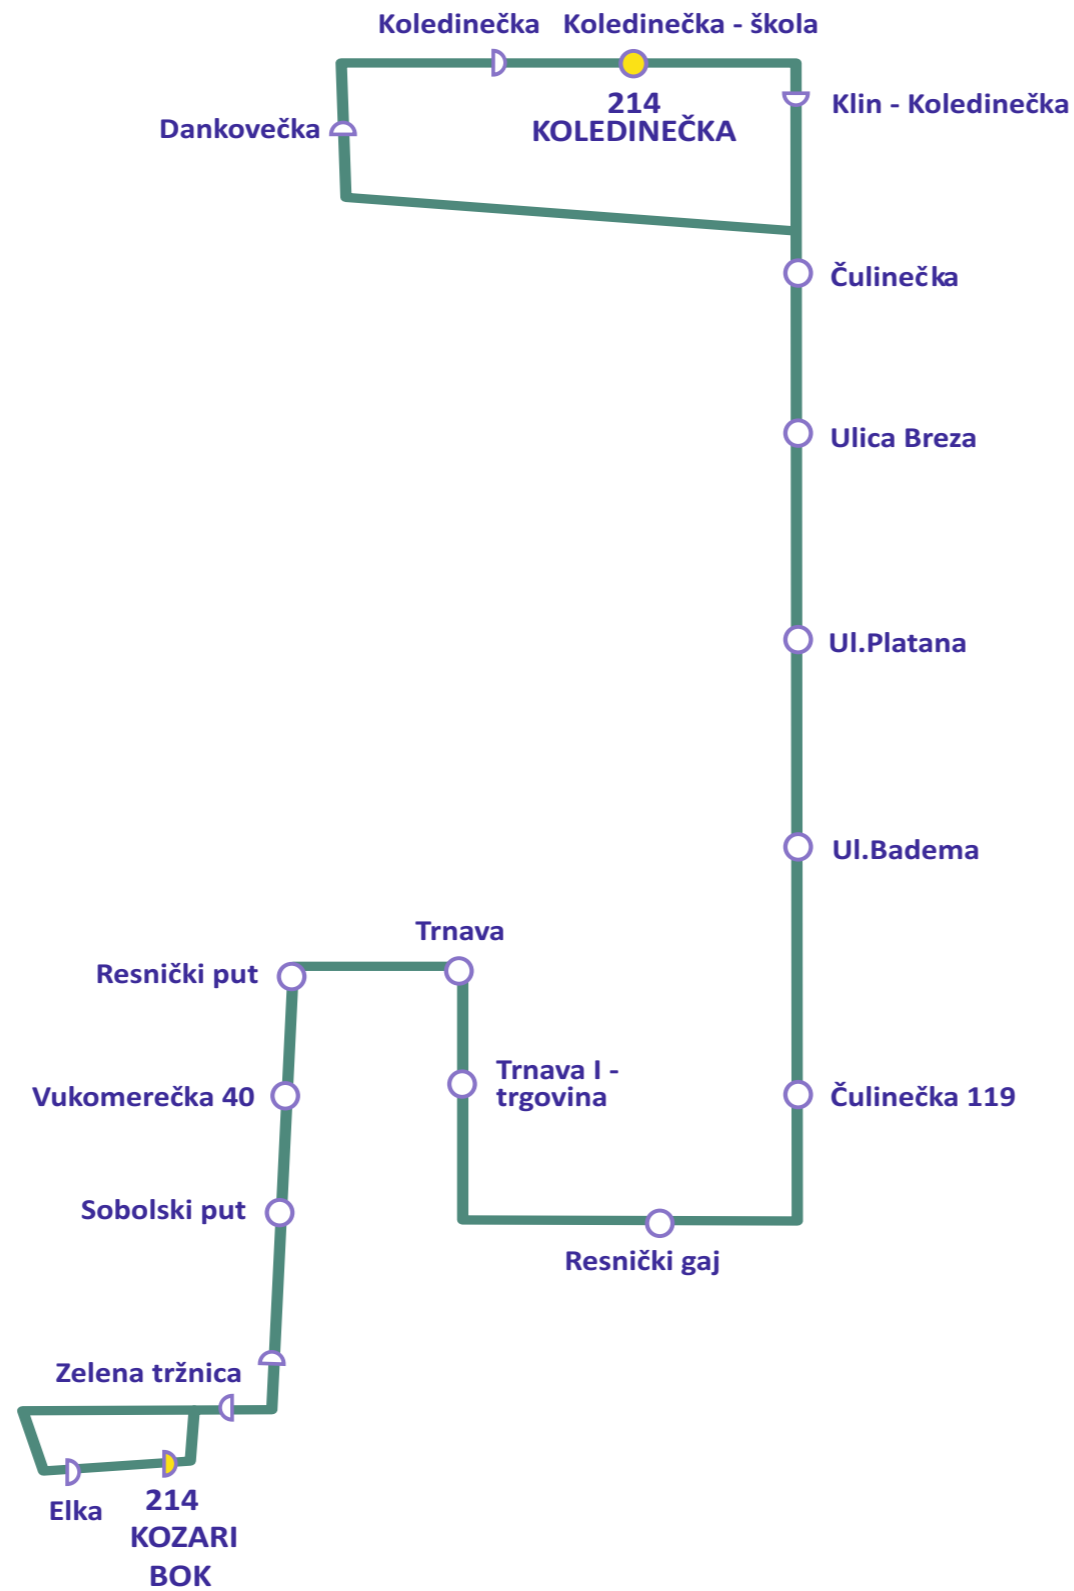 Koledinečka
Koledinečka - škola
214
KOLEDINEČKA
Klin - Koledinečka
Dankovečka
Čulinečka
Ulica Breza
Ul.Platana
Ul.Badema
Trnava
Resnički put
Trnava I -
trgovina
Vukomerečka 40
Čulinečka 119
Sobolski put
Resnički gaj
Zelena tržnica
Elka
214
KOZARI
BOK